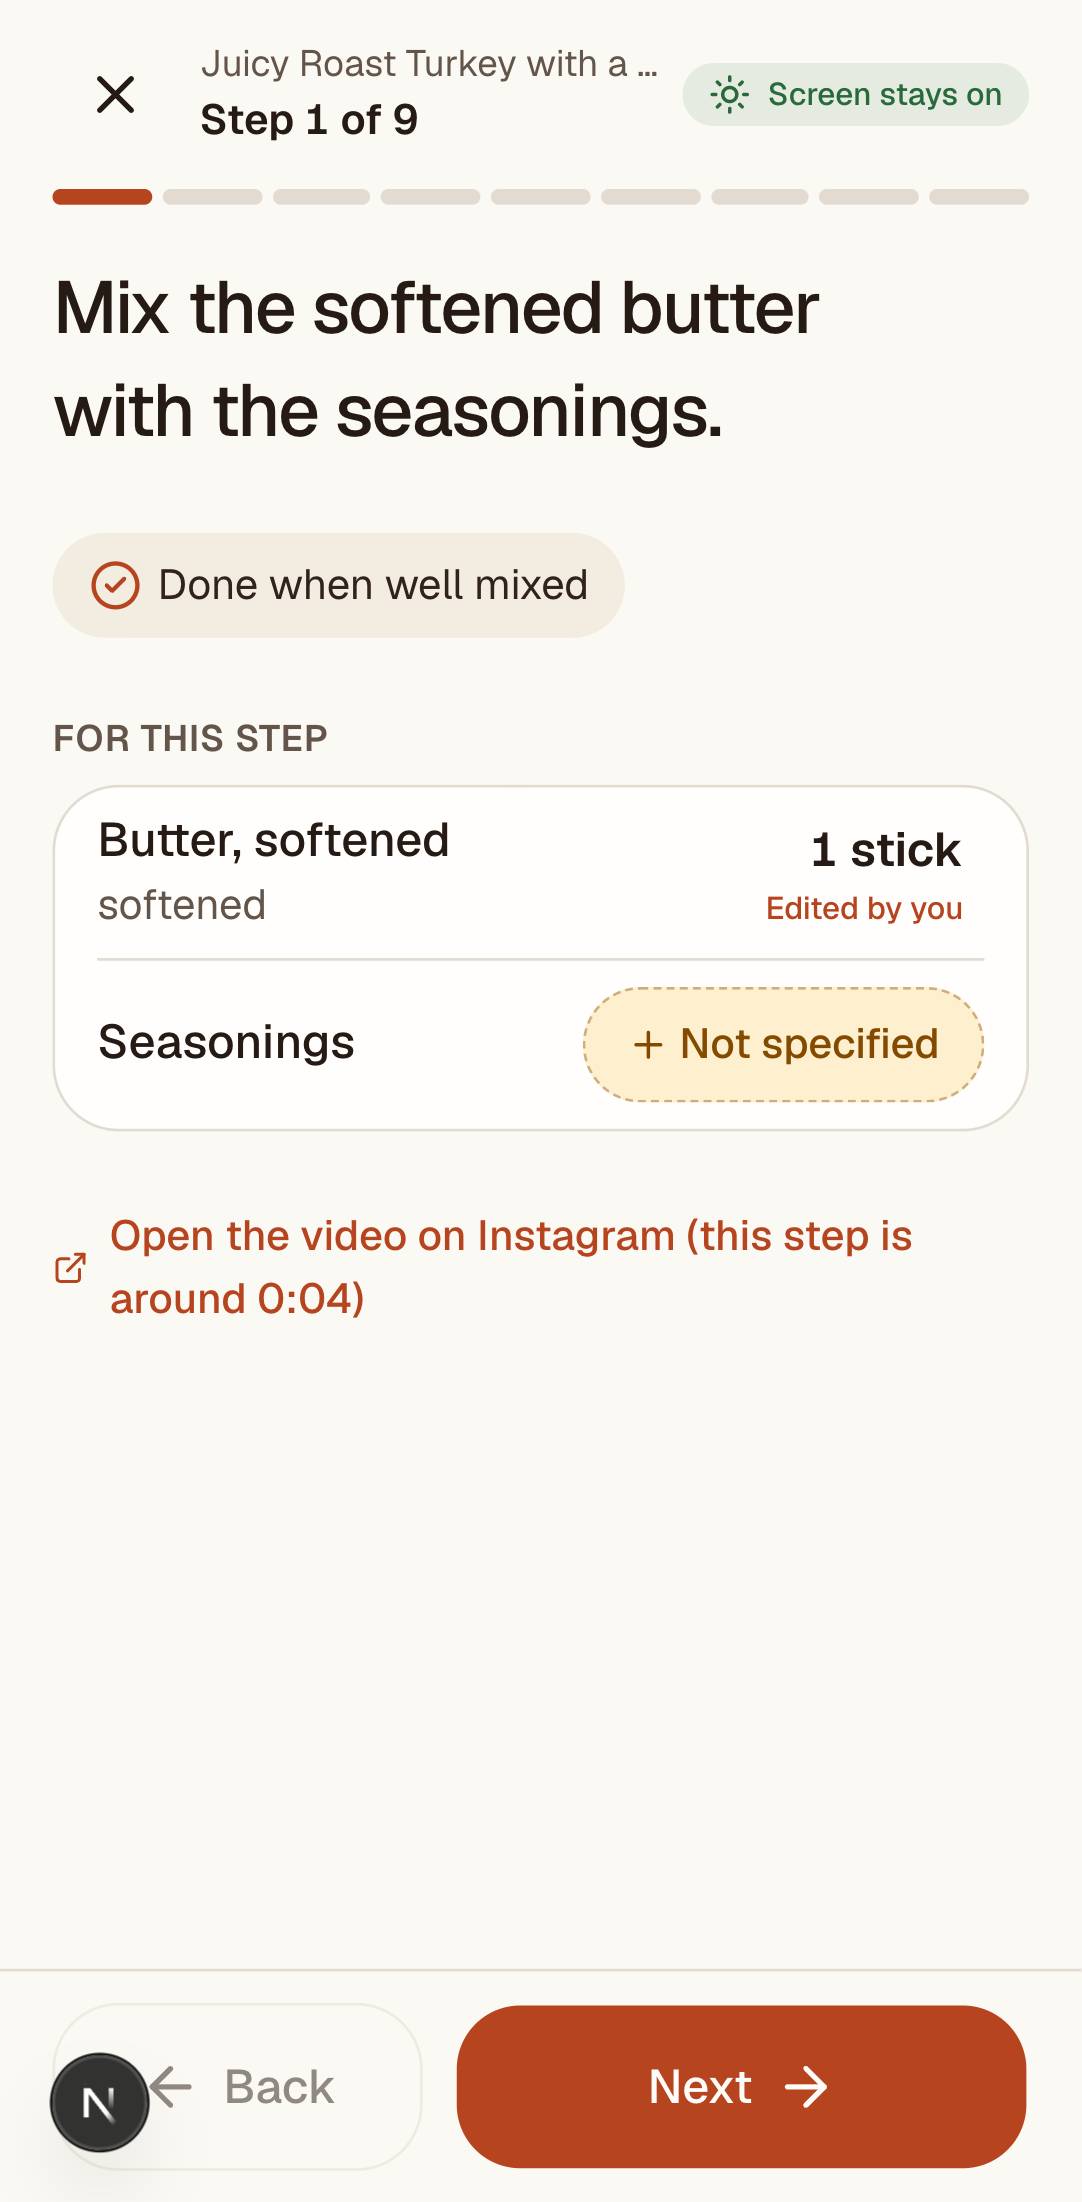 Juicy Roast Turkey with a ...
Step 1 of 9
Screen stays on
Mix the softened butter
with the seasonings.
Done when well mixed
FOR THIS STEP
Butter, softened
1 stick
softened
Edited by you
Seasonings
+ Not specified
Open the video on Instagram (this step is
around 0:04)
N
Back
Next